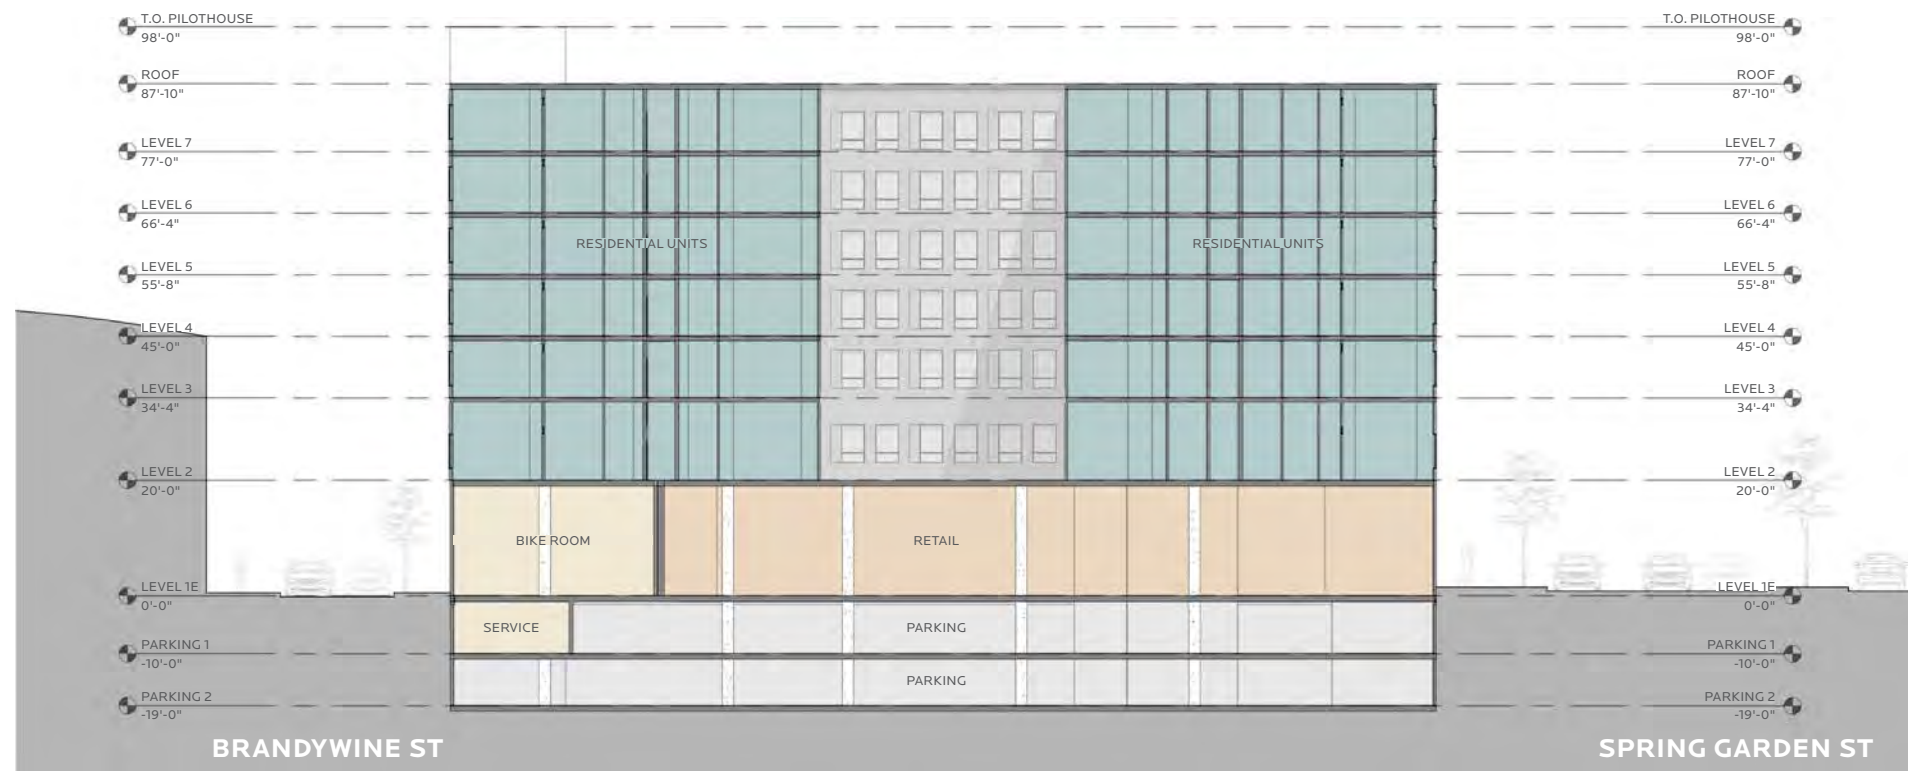 T.O. PILOTHOUSE
98'-0"
ROOF
87'-10"
LEVEL 7
77'-0"
LEVEL 6
66'-4"
LEVEL 5
55'-8"
LEVEL 4
45'-0"
LEVEL 3
34'-4"
LEVEL 2
20'-0"
LEVEL 1E
0'-0"
PARKING 1
-10'-0"
PARKING 2
-19'-0"
RESIDENTIAL UNITS
RESIDENTIAL UNITS
BIKE ROOM
RETAIL
SERVICE
PARKING
PARKING
T.O. PILOTHOUSE
98'-0"
ROOF
87'-10"
LEVEL 7
77'-0"
LEVEL 6
66'-4"
LEVEL 5
55'-8"
LEVEL 4
45'-0"
LEVEL 3
34'-4"
LEVEL 2
20'-0"
LEVEL 1E
0'-0"
PARKING 1
-10'-0"
PARKING 2
-19'-0"
BRANDYWINE ST
SPRING GARDEN ST